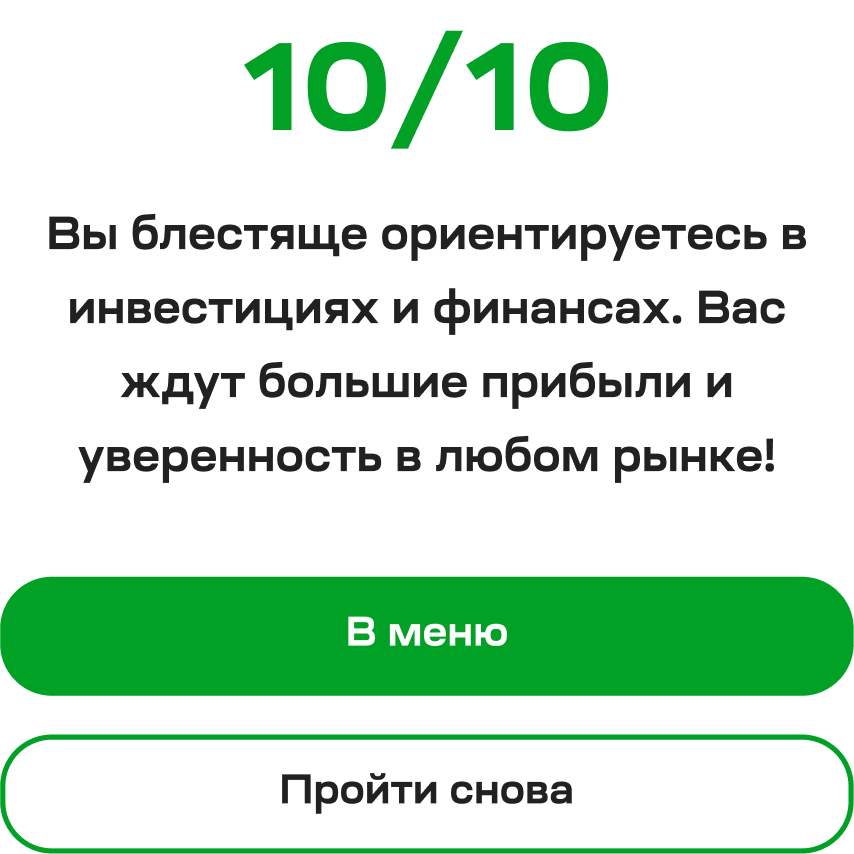 10/10
Вы блестяще ориентируетесь в
инвестициях и финансах. Вас
ждут большие прибыли и
уверенность в любом рынке!
В меню
Пройти снова